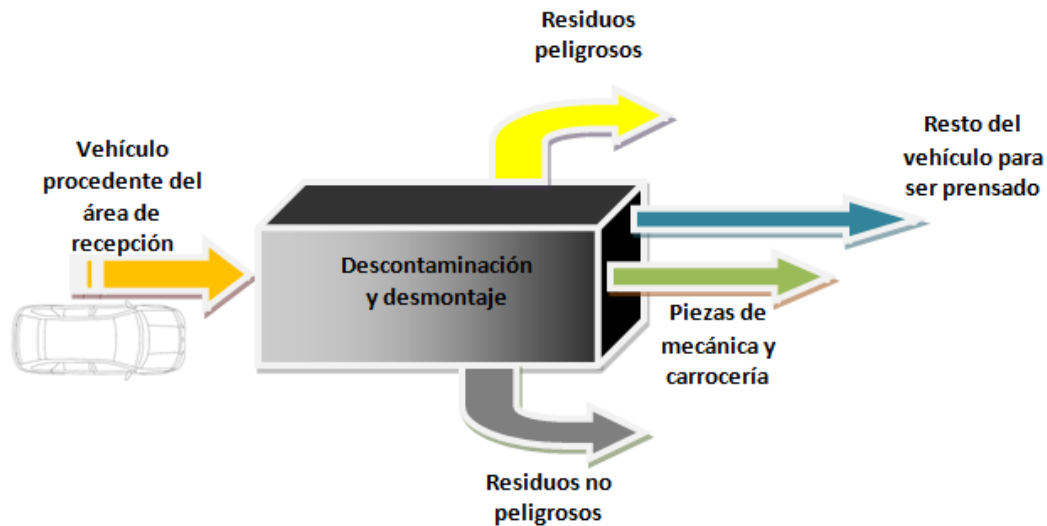 Residuos
peligrosos
Resto del
vehículo para
ser prensado
Vehículo
procedente del
área de
recepción
Descontaminación
y desmontaje
Piezas de
mecánica y
carrocería
Residuos no
peligrosos